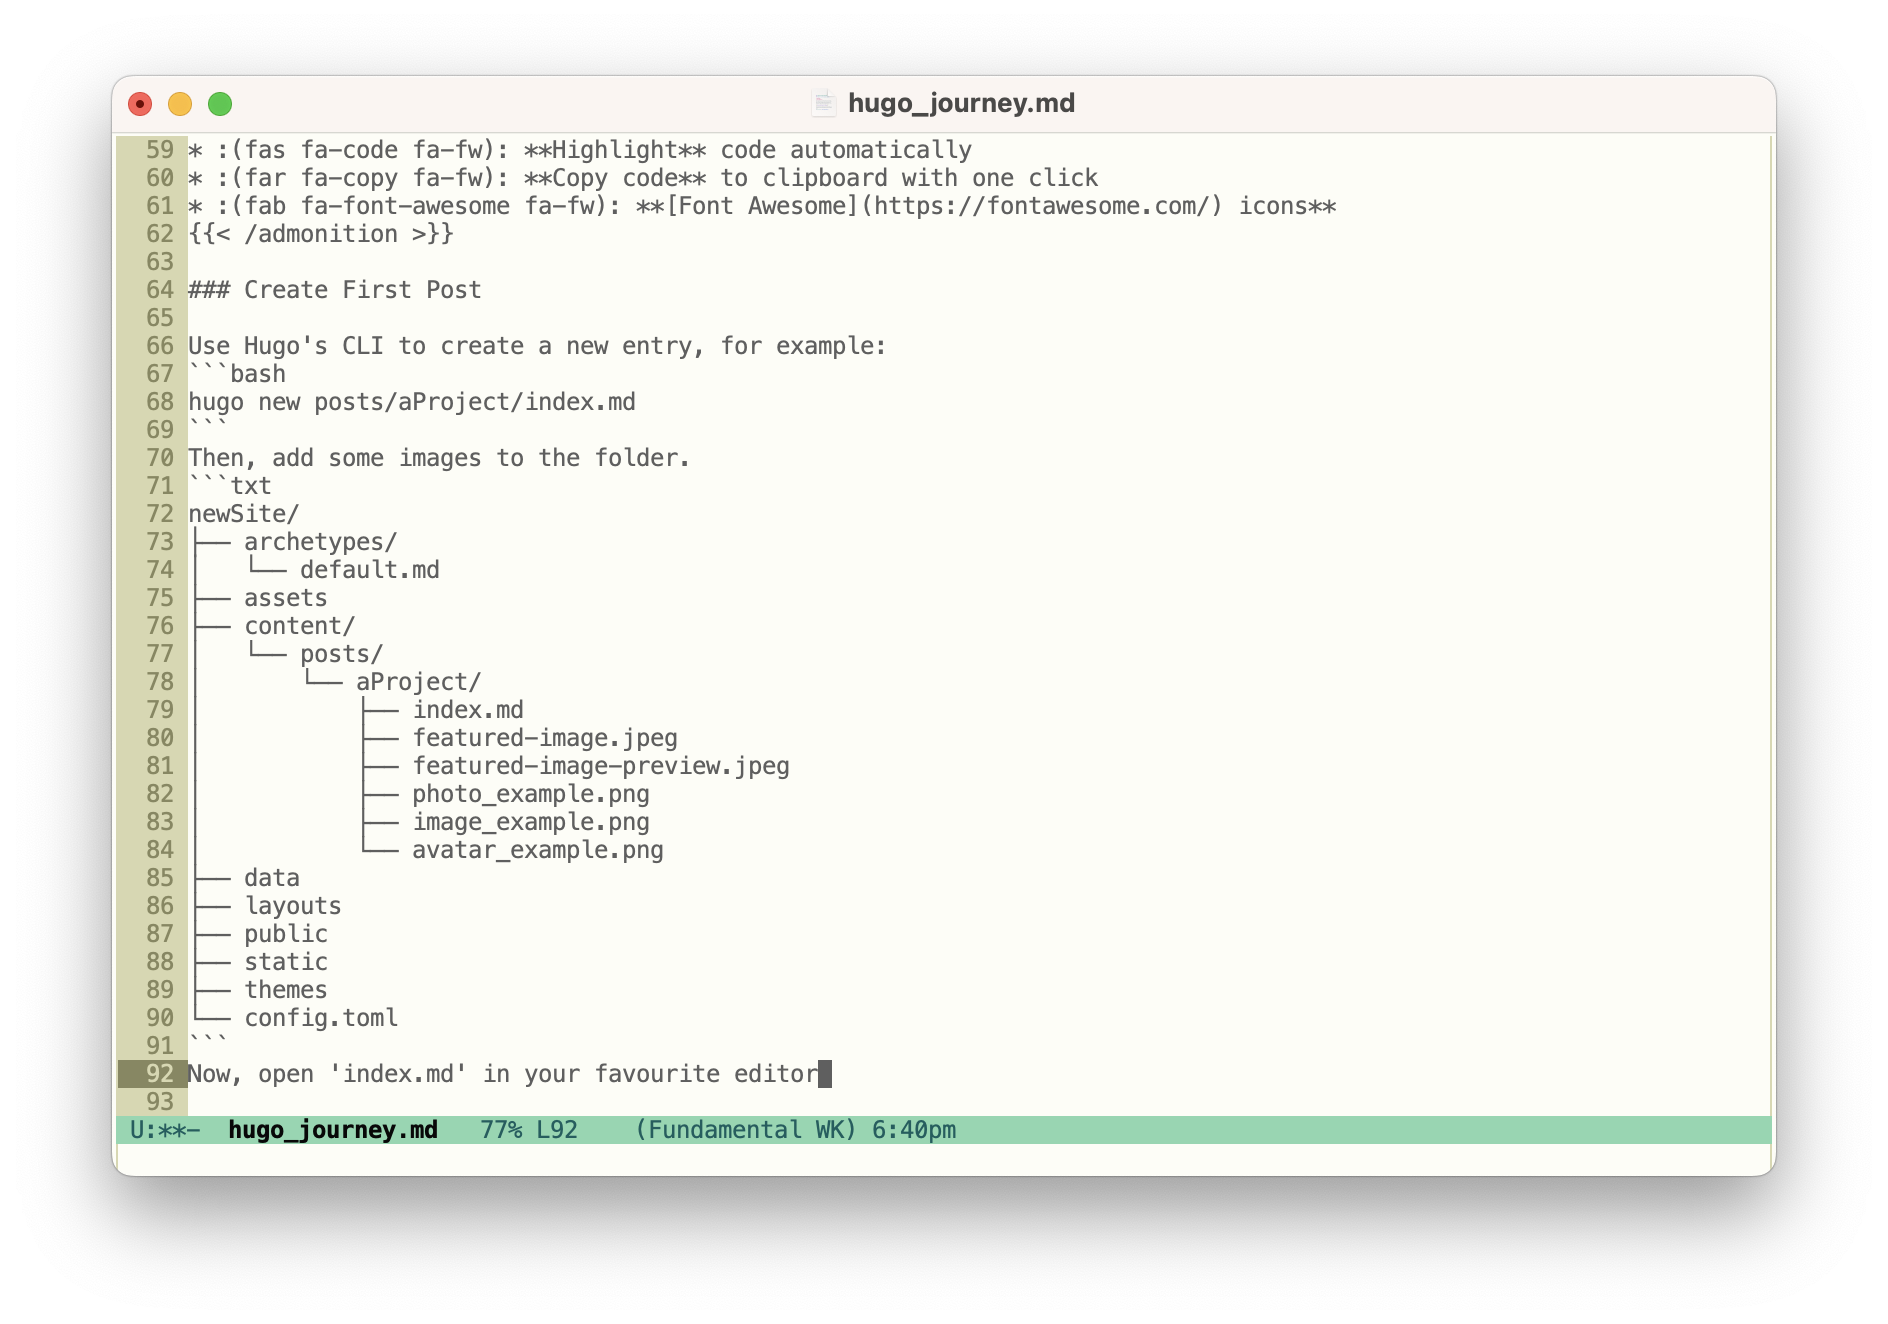 hugo_journey.md
59 * :(fas fa-code fa-fw): **Highlight** code automatically
60 * :(far fa-copy fa-fw): **Copy code** to clipboard with one click
61 * :(fab fa-font-awesome fa-fw): **[Font Awesome](https://fontawesome.com/) icons**
62 {{< /admonition >}}
63
64 ### Create First Post
65
66 Use Hugo's CLI to create a new entry, for example:
67 ```bash
68 hugo new posts/aProject/index.md
69 ```
70 Then, add some images to the folder.
71 ```txt
72 newSite/
73 ├── archetypes/
74 │   └── default.md
75 ├── assets
76 ├── content/
77 │   └── posts/
78 │       └── aProject/
79 │           ├── index.md
80 │           ├── featured-image.jpeg
81 │           ├── featured-image-preview.jpeg
82 │           ├── photo_example.png
83 │           ├── image_example.png
84 │           └── avatar_example.png
85 ├── data
86 ├── layouts
87 ├── public
88 ├── static
89 ├── themes
90 └── config.toml
91 ```
92 Now, open 'index.md' in your favourite editor
93
U:**-  hugo_journey.md   77% L92    (Fundamental WK) 6:40pm